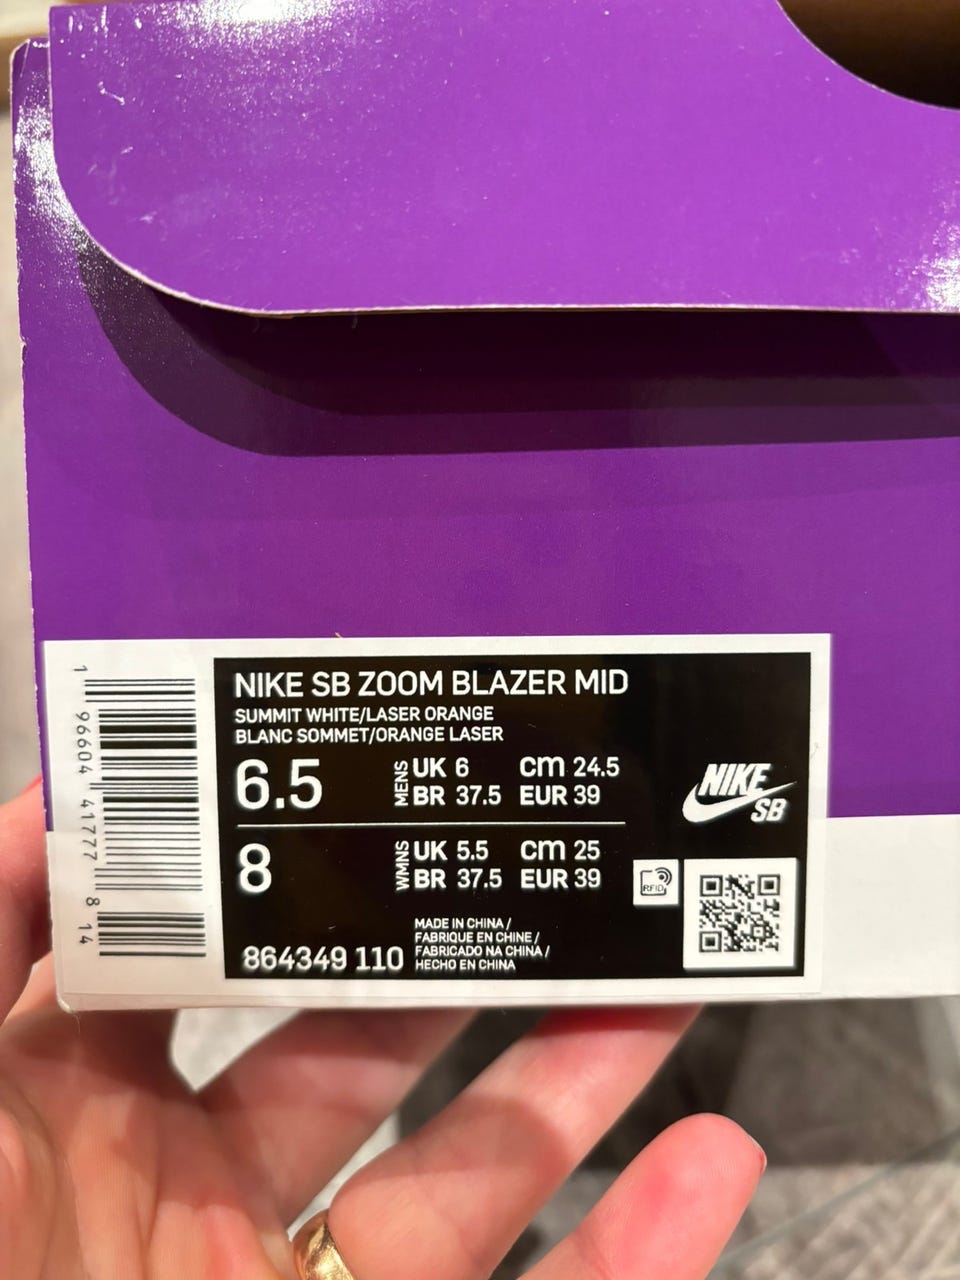 NIKE SB ZOOM BLAZER MID
SUMMIT WHITE/LASER ORANGE
BLANC SOMMET/ORANGE LASER
6.5 MENS UK 6 cm 24.5
BR 37.5 EUR 39
8 WMNS UK 5.5 cm 25
BR 37.5 EUR 39
864349 110
MADE IN CHINA /
FABRIQUE EN CHINE /
FABRICADO NA CHINA /
HECHO EN CHINA
NIKE
SB
RFID
1 96604 41777 8 14